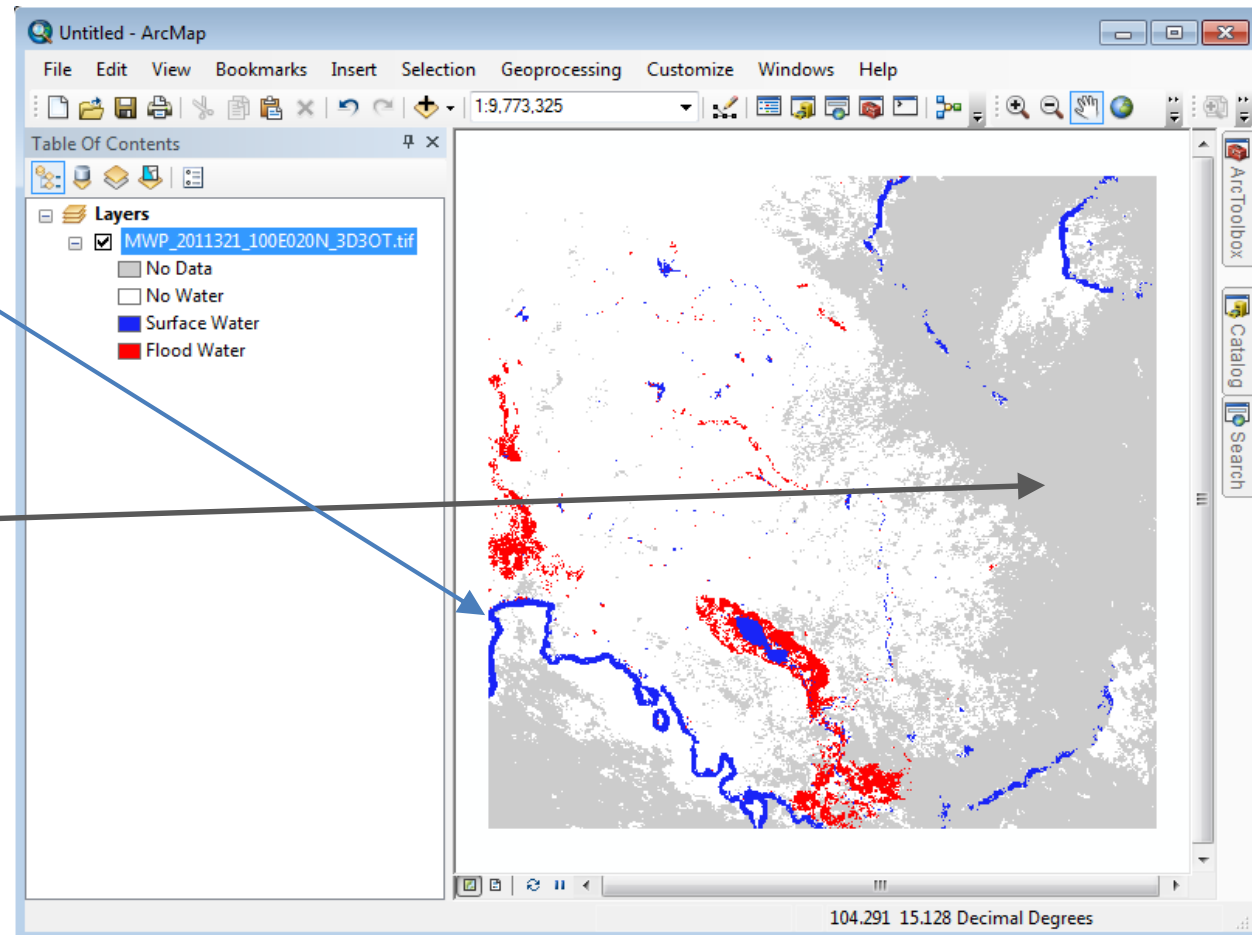 Untitled - ArcMap
File Edit View Bookmarks Insert Selection Geoprocessing Customize Windows Help
1:9,773,325
Table Of Contents
Layers
MWP_2011321_100E020N_3D3OT.tif
No Data
No Water
Surface Water
Flood Water
ArcToolbox
Catalog
Search
104.291 15.128 Decimal Degrees